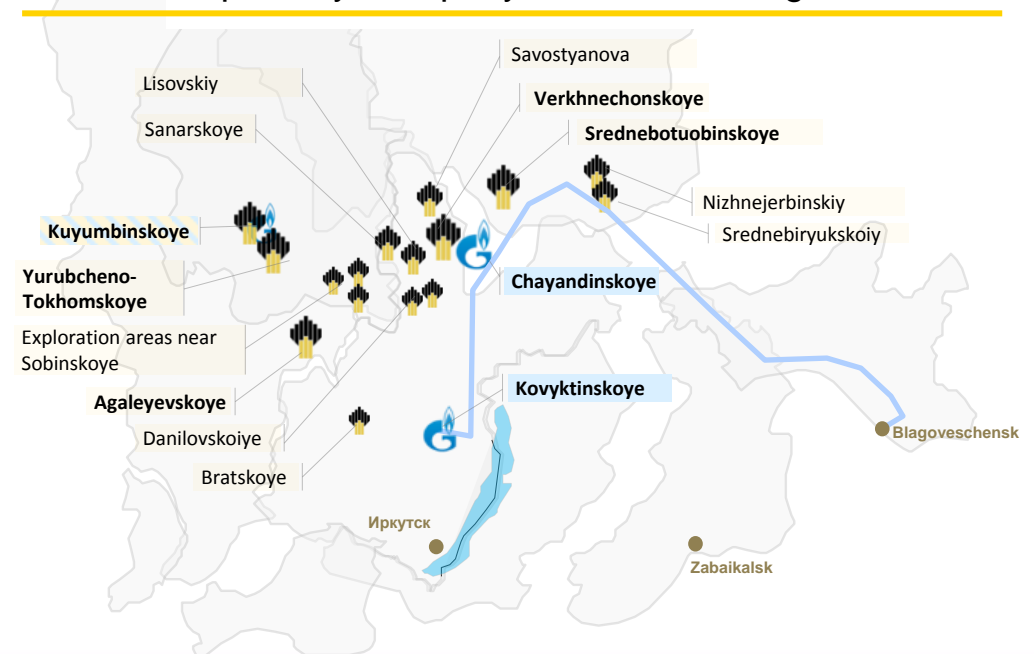 Savostyanova
Lisovskiy
Verkhnechonskoye
Sanarskoye
Srednebotuobinskoye
Nizhnejerbinskiy
Kuyumbinskoye
Srednebiryukskoiy
Yurubcheno-
Tokhomskoye
Chayandinskoye
Exploration areas near
Sobinskoye
Kovyktinskoye
Agaleyevskoye
Blagoveschensk
Danilovskoiye
Bratskoye
Иркутск
Zabaikalsk